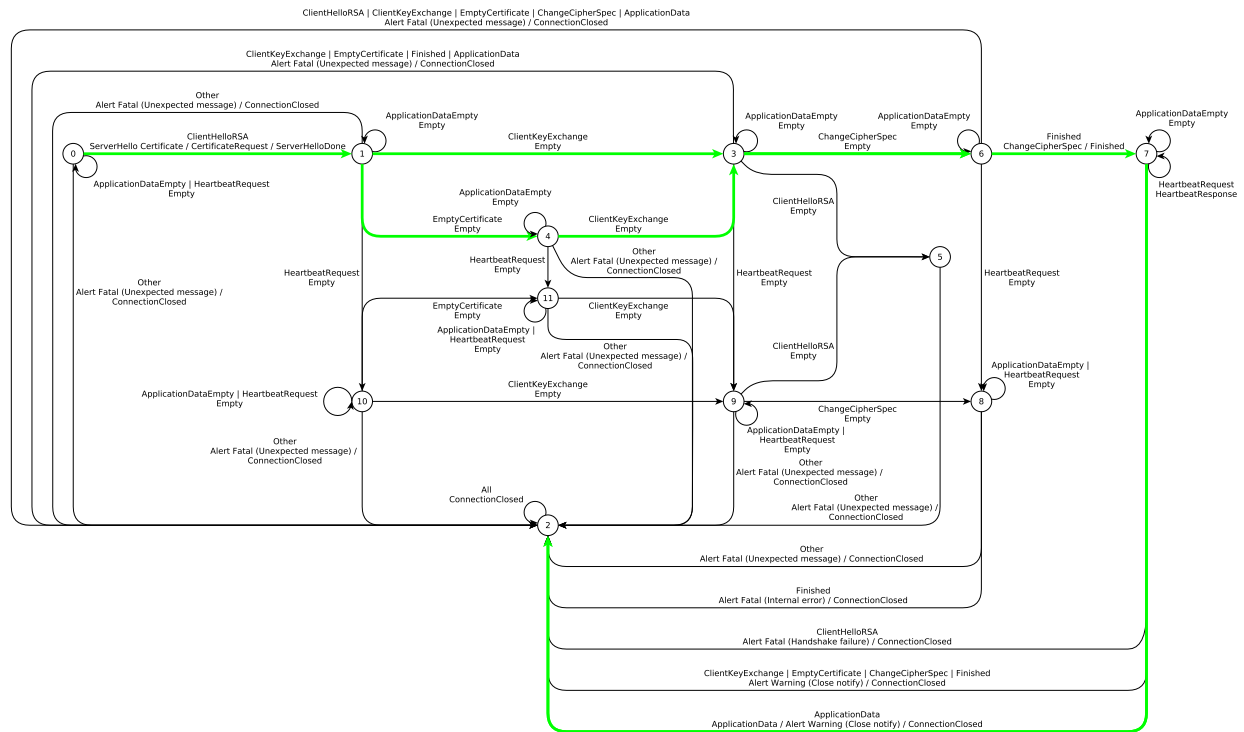 ClientHelloRSA | ClientKeyExchange | EmptyCertificate | ChangeCipherSpec | ApplicationData
Alert Fatal (Unexpected message) / ConnectionClosed
ClientKeyExchange | EmptyCertificate | Finished | ApplicationData
Alert Fatal (Unexpected message) / ConnectionClosed
Other
Alert Fatal (Unexpected message) / ConnectionClosed
ApplicationDataEmpty
Empty
ClientHelloRSA
ServerHello Certificate / CertificateRequest / ServerHelloDone
ClientKeyExchange
Empty
ApplicationDataEmpty
Empty
ChangeCipherSpec
Empty
ApplicationDataEmpty
Empty
Finished
ChangeCipherSpec / Finished
ApplicationDataEmpty
Empty
0
1
3
6
7
ApplicationDataEmpty | HeartbeatRequest
Empty
HeartbeatRequest
HeartbeatResponse
ApplicationDataEmpty
Empty
ClientHelloRSA
Empty
EmptyCertificate
Empty
4
ClientKeyExchange
Empty
HeartbeatRequest
Empty
Other
Alert Fatal (Unexpected message) /
ConnectionClosed
5
Other
Alert Fatal (Unexpected message) /
ConnectionClosed
HeartbeatRequest
Empty
HeartbeatRequest
Empty
HeartbeatRequest
Empty
11
EmptyCertificate
Empty
ClientKeyExchange
Empty
ApplicationDataEmpty |
HeartbeatRequest
Empty
Other
Alert Fatal (Unexpected message) /
ConnectionClosed
ClientHelloRSA
Empty
ApplicationDataEmpty |
HeartbeatRequest
Empty
ApplicationDataEmpty | HeartbeatRequest
Empty
10
ClientKeyExchange
Empty
9
ChangeCipherSpec
Empty
8
ApplicationDataEmpty |
HeartbeatRequest
Empty
Other
Alert Fatal (Unexpected message) /
ConnectionClosed
Other
Alert Fatal (Unexpected message) /
ConnectionClosed
All
ConnectionClosed
Other
Alert Fatal (Unexpected message) /
ConnectionClosed
2
Other
Alert Fatal (Unexpected message) / ConnectionClosed
Finished
Alert Fatal (Internal error) / ConnectionClosed
ClientHelloRSA
Alert Fatal (Handshake failure) / ConnectionClosed
ClientKeyExchange | EmptyCertificate | ChangeCipherSpec | Finished
Alert Warning (Close notify) / ConnectionClosed
ApplicationData
ApplicationData / Alert Warning (Close notify) / ConnectionClosed